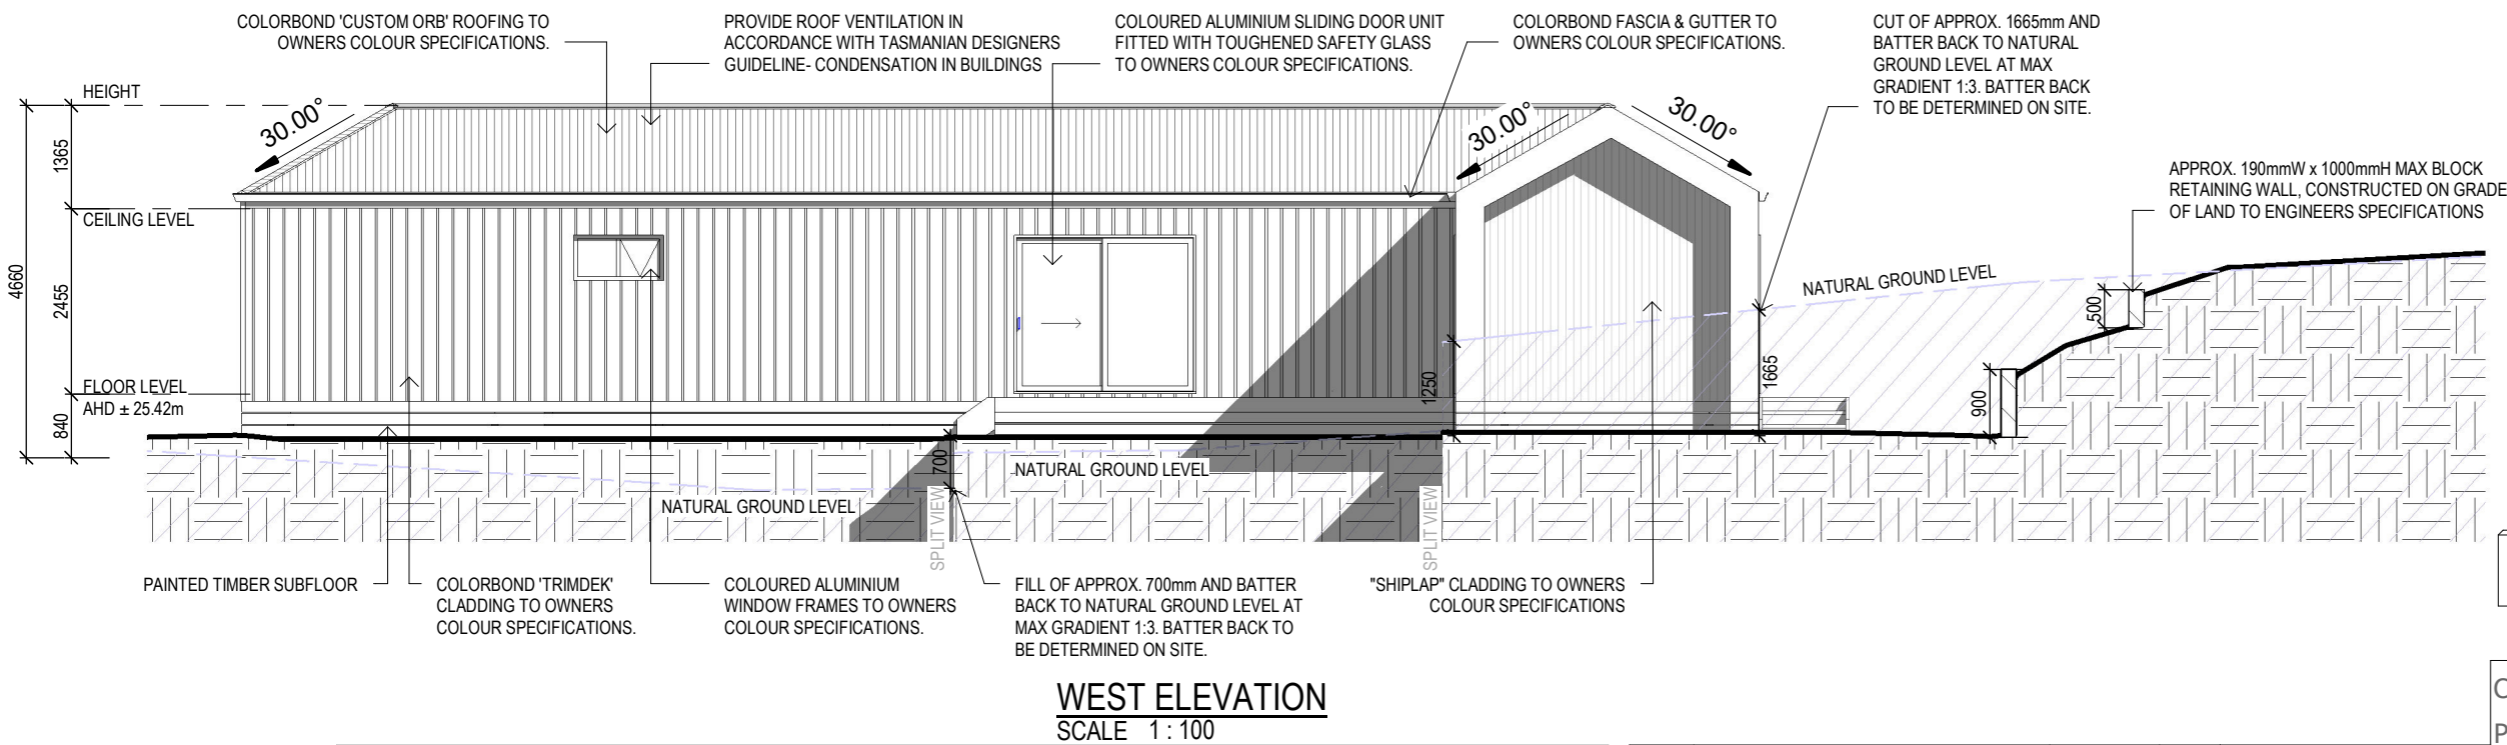 COLORBOND 'CUSTOM ORB' ROOFING TO
OWNERS COLOUR SPECIFICATIONS.
PROVIDE ROOF VENTILATION IN
ACCORDANCE WITH TASMANIAN DESIGNERS
GUIDELINE- CONDENSATION IN BUILDINGS
COLOURED ALUMINIUM SLIDING DOOR UNIT
FITTED WITH TOUGHENED SAFETY GLASS
TO OWNERS COLOUR SPECIFICATIONS.
COLORBOND FASCIA & GUTTER TO
OWNERS COLOUR SPECIFICATIONS.
CUT OF APPROX. 1665mm AND
BATTER BACK TO NATURAL
GROUND LEVEL AT MAX
GRADIENT 1:3. BATTER BACK
TO BE DETERMINED ON SITE.
APPROX. 190mmW x 1000mmH MAX BLOCK
RETAINING WALL, CONSTRUCTED ON GRADE
OF LAND TO ENGINEERS SPECIFICATIONS
HEIGHT
30.00°
30.00°
30.00°
1365
CEILING LEVEL
4660
2455
NATURAL GROUND LEVEL
500
FLOOR LEVEL
AHD ± 25.42m
840
1250
1665
900
700
NATURAL GROUND LEVEL
NATURAL GROUND LEVEL
SPLIT VIEW
SPLIT VIEW
PAINTED TIMBER SUBFLOOR
COLORBOND 'TRIMDEK'
CLADDING TO OWNERS
COLOUR SPECIFICATIONS.
COLOURED ALUMINIUM
WINDOW FRAMES TO OWNERS
COLOUR SPECIFICATIONS.
FILL OF APPROX. 700mm AND BATTER
BACK TO NATURAL GROUND LEVEL AT
MAX GRADIENT 1:3. BATTER BACK TO
BE DETERMINED ON SITE.
"SHIPLAP" CLADDING TO OWNERS
COLOUR SPECIFICATIONS
WEST ELEVATION
SCALE 1 : 100